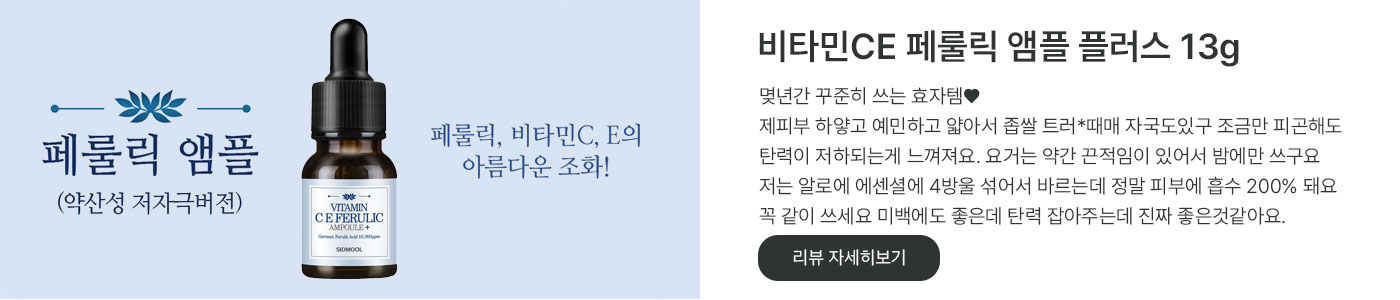 페룰릭 앰플
(약산성 저자극버전)
VITAMIN
C E FERULIC
AMPOULE +
German Ferulic Acid 10,000ppm
SIDMOOL
페룰릭, 비타민C, E의
아름다운 조화!
비타민CE 페룰릭 앰플 플러스 13g
몇년간 꾸준히 쓰는 효자템♥
제피부 하얗고 예민하고 얇아서 좁쌀 트러*때매 자국도있구 조금만 피곤해도
탄력이 저하되는게 느껴져요. 요거는 약간 끈적임이 있어서 밤에만 쓰구요
저는 알로에 에센셜에 4방울 섞어서 바르는데 정말 피부에 흡수 200% 돼요
꼭 같이 쓰세요 미백에도 좋은데 탄력 잡아주는데 진짜 좋은것같아요.
리뷰 자세히보기